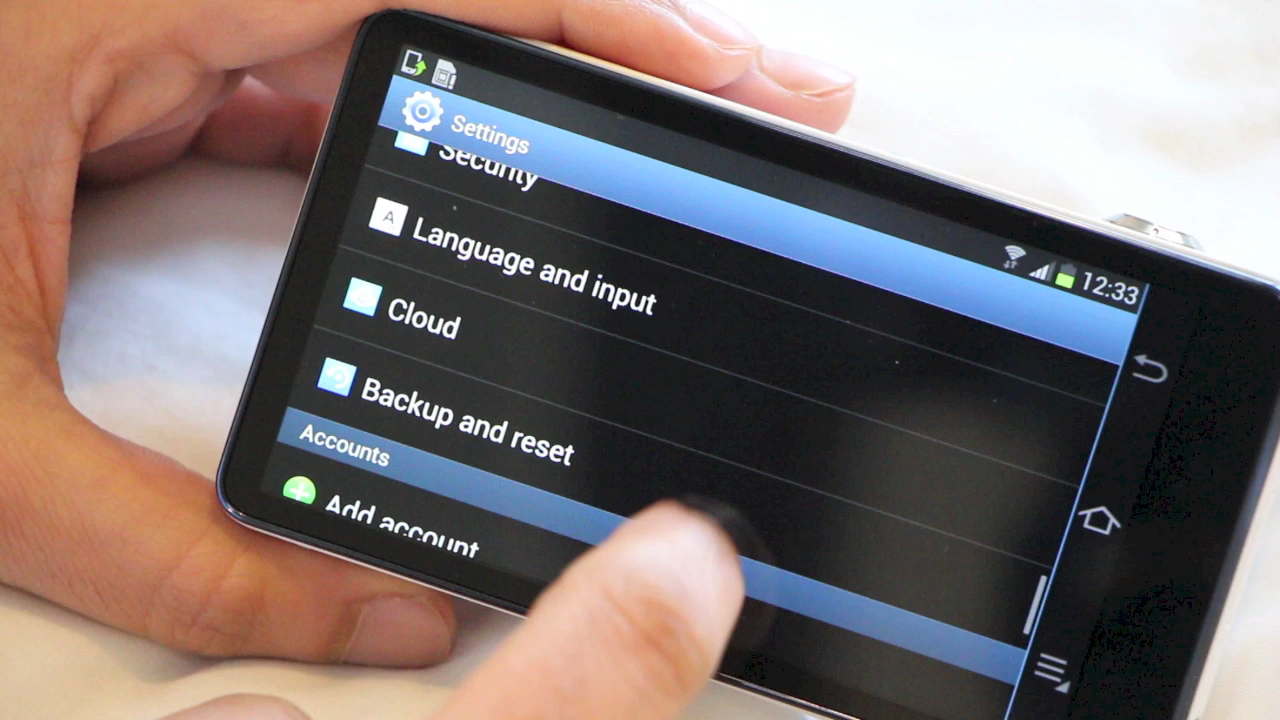 Settings
12:33
Security
A Language and input
Cloud
Backup and reset
Accounts
Add account